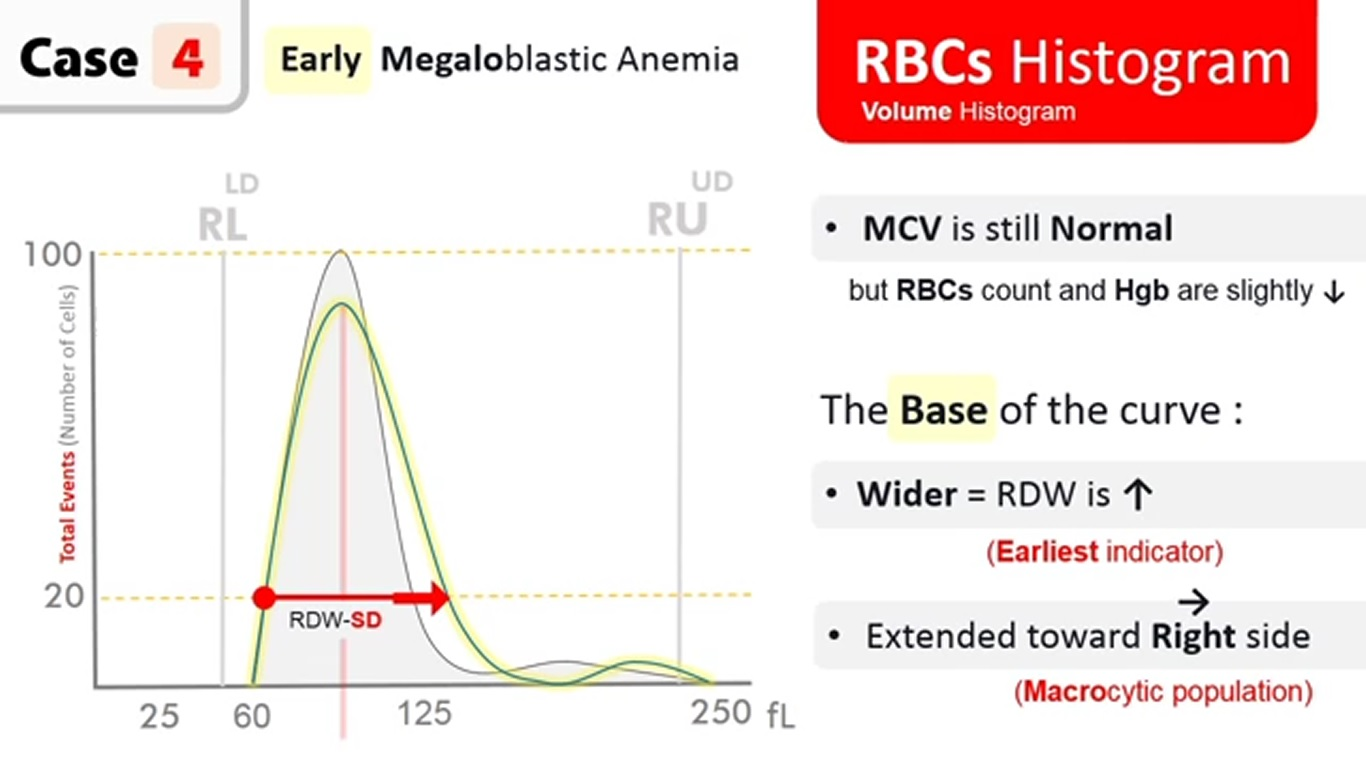 Case 4
Early Megaloblastic Anemia
RBCs Histogram
Volume Histogram
LD
RL
UD
RU
100
20
Total Events (Number of Cells)
RDW-SD
25
60
125
250
fL
• MCV is still Normal
but RBCs count and Hgb are slightly ↓
The Base of the curve :
• Wider = RDW is ↑
(Earliest indicator)
→
• Extended toward Right side
(Macrocytic population)